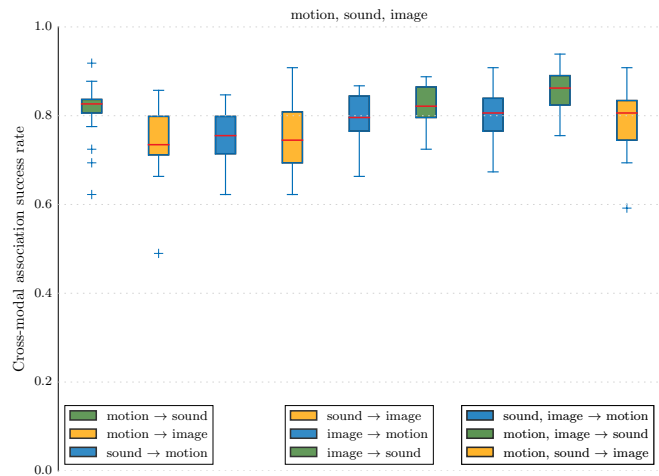 motion, sound, image
Cross-modal association success rate
1.0
0.8
0.6
0.4
0.2
0.0
motion → sound
motion → image
sound → motion
sound → image
image → motion
image → sound
sound, image → motion
motion, image → sound
motion, sound → image